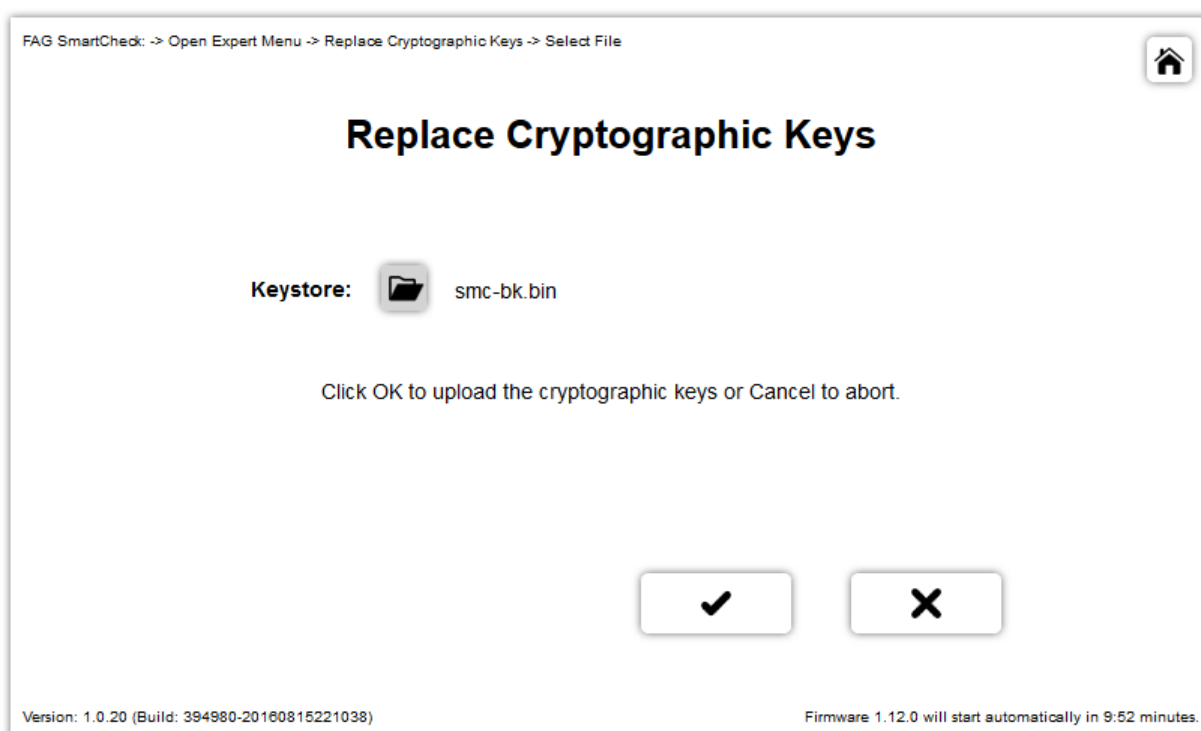 FAG SmartCheck: -> Open Expert Menu -> Replace Cryptographic Keys -> Select File
Replace Cryptographic Keys
Keystore: smc-bk.bin
Click OK to upload the cryptographic keys or Cancel to abort.
Version: 1.0.20 (Build: 394980-20160815221038) Firmware 1.12.0 will start automatically in 9:52 minutes.